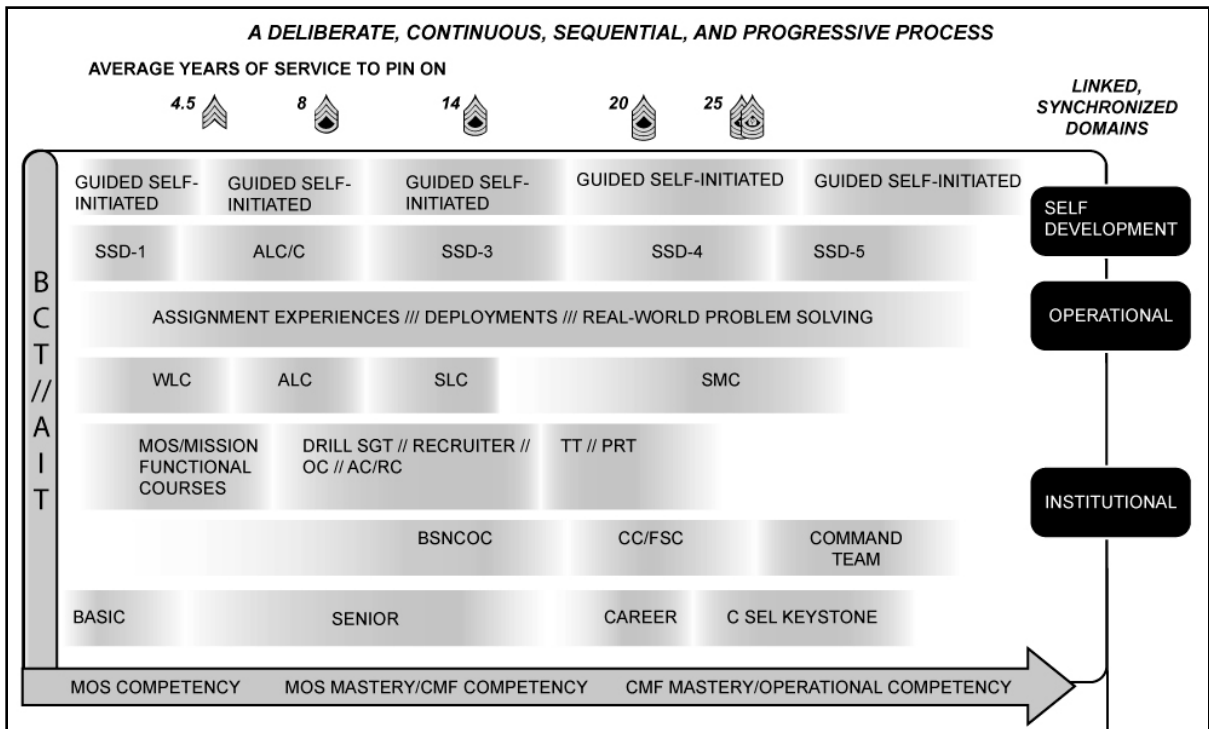 A DELIBERATE, CONTINUOUS, SEQUENTIAL, AND PROGRESSIVE PROCESS
AVERAGE YEARS OF SERVICE TO PIN ON
4.5
8
14
20
25
LINKED,
SYNCHRONIZED
DOMAINS
BCT//AIT
GUIDED SELF-
INITIATED
GUIDED SELF-
INITIATED
GUIDED SELF-
INITIATED
GUIDED SELF-INITIATED
GUIDED SELF-INITIATED
SELF
DEVELOPMENT
SSD-1
ALC/C
SSD-3
SSD-4
SSD-5
ASSIGNMENT EXPERIENCES /// DEPLOYMENTS /// REAL-WORLD PROBLEM SOLVING
OPERATIONAL
WLC
ALC
SLC
SMC
MOS/MISSION
FUNCTIONAL
COURSES
DRILL SGT // RECRUITER //
OC // AC/RC
TT // PRT
INSTITUTIONAL
BSNCOC
CC/FSC
COMMAND
TEAM
BASIC
SENIOR
CAREER
C SEL KEYSTONE
MOS COMPETENCY
MOS MASTERY/CMF COMPETENCY
CMF MASTERY/OPERATIONAL COMPETENCY